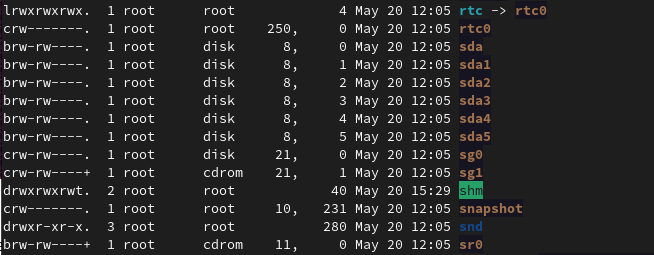 lrwxrwxrwx.  1 root      root           4 May 20 12:05 rtc -> rtc0
crw-------.  1 root      root    250,   0 May 20 12:05 rtc0
brw-rw----.  1 root      disk      8,   0 May 20 12:05 sda
brw-rw----.  1 root      disk      8,   1 May 20 12:05 sda1
brw-rw----.  1 root      disk      8,   2 May 20 12:05 sda2
brw-rw----.  1 root      disk      8,   3 May 20 12:05 sda3
brw-rw----.  1 root      disk      8,   4 May 20 12:05 sda4
brw-rw----.  1 root      disk      8,   5 May 20 12:05 sda5
crw-rw----.  1 root      disk     21,   0 May 20 12:05 sg0
crw-rw----+  1 root      cdrom    21,   1 May 20 12:05 sg1
drwxrwxrwt.  2 root      root          40 May 20 15:29 shm
crw-------.  1 root      root     10, 231 May 20 12:05 snapshot
drwxr-xr-x.  3 root      root         280 May 20 12:05 snd
brw-rw----+  1 root      cdrom    11,   0 May 20 12:05 sr0